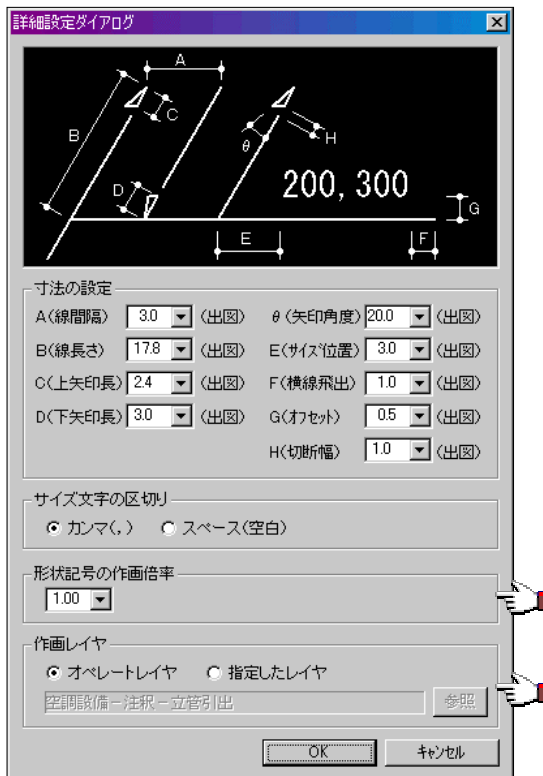 詳細設定ダイアログ
A
B
C
D
θ
H
200, 300
G
E
F
寸法の設定
A(線間隔) 3.0 (出図) θ(矢印角度) 20.0 (出図)
B(線長さ) 17.8 (出図) E(ｻｲｽﾞ位置) 3.0 (出図)
C(上矢印長) 2.4 (出図) F(横線飛出) 1.0 (出図)
D(下矢印長) 3.0 (出図) G(ｵﾌｾｯﾄ) 0.5 (出図)
H(切断幅) 1.0 (出図)
サイズ文字の区切り
カンマ(,) スペース(空白)
形状記号の作画倍率
1.00
作画レイヤ
オペレートレイヤ 指定したレイヤ
空調設備－注釈－立管引出 参照
OK ｷｬﾝｾﾙ